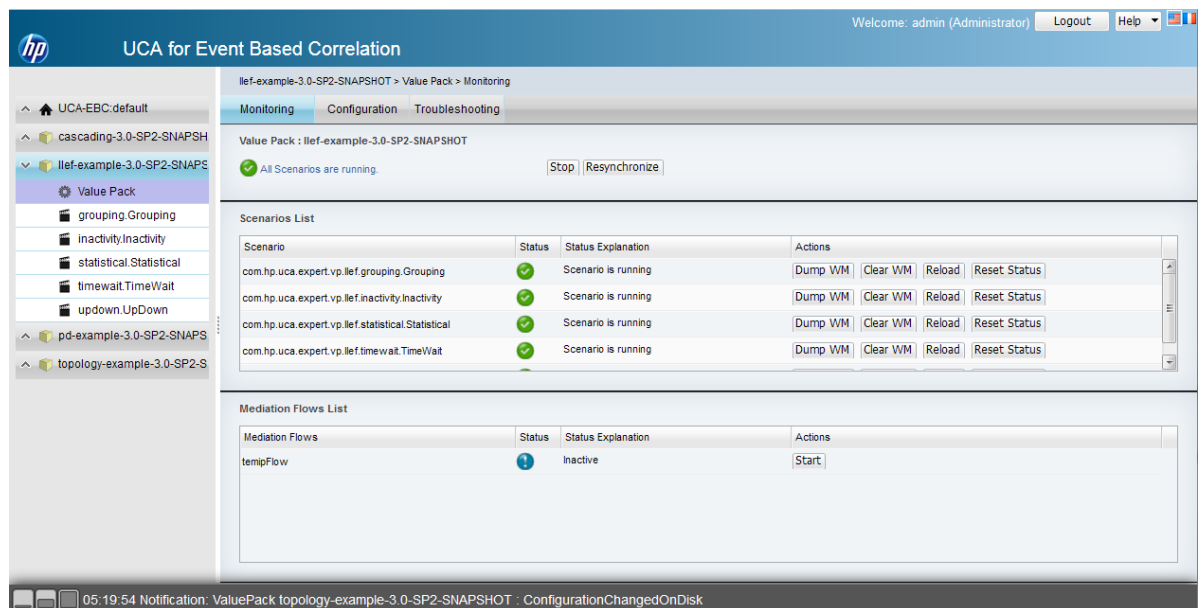 Welcome: admin (Administrator) Logout Help
hp UCA for Event Based Correlation
llef-example-3.0-SP2-SNAPSHOT > Value Pack > Monitoring
UCA-EBC:default
cascading-3.0-SP2-SNAPSH
llef-example-3.0-SP2-SNAPS
Value Pack
grouping.Grouping
inactivity.Inactivity
statistical.Statistical
timewait.TimeWait
updown.UpDown
pd-example-3.0-SP2-SNAPS
topology-example-3.0-SP2-S
Monitoring Configuration Troubleshooting
Value Pack : llef-example-3.0-SP2-SNAPSHOT
All Scenarios are running. Stop Resynchronize
Scenarios List
Scenario Status Status Explanation Actions
com.hp.uca.expert.vp.llef.grouping.Grouping Scenario is running Dump WM Clear WM Reload Reset Status
com.hp.uca.expert.vp.llef.inactivity.Inactivity Scenario is running Dump WM Clear WM Reload Reset Status
com.hp.uca.expert.vp.llef.statistical.Statistical Scenario is running Dump WM Clear WM Reload Reset Status
com.hp.uca.expert.vp.llef.timewait.TimeWait Scenario is running Dump WM Clear WM Reload Reset Status
Mediation Flows List
Mediation Flows Status Status Explanation Actions
temipFlow Inactive Start
05:19:54 Notification: ValuePack topology-example-3.0-SP2-SNAPSHOT : ConfigurationChangedOnDisk